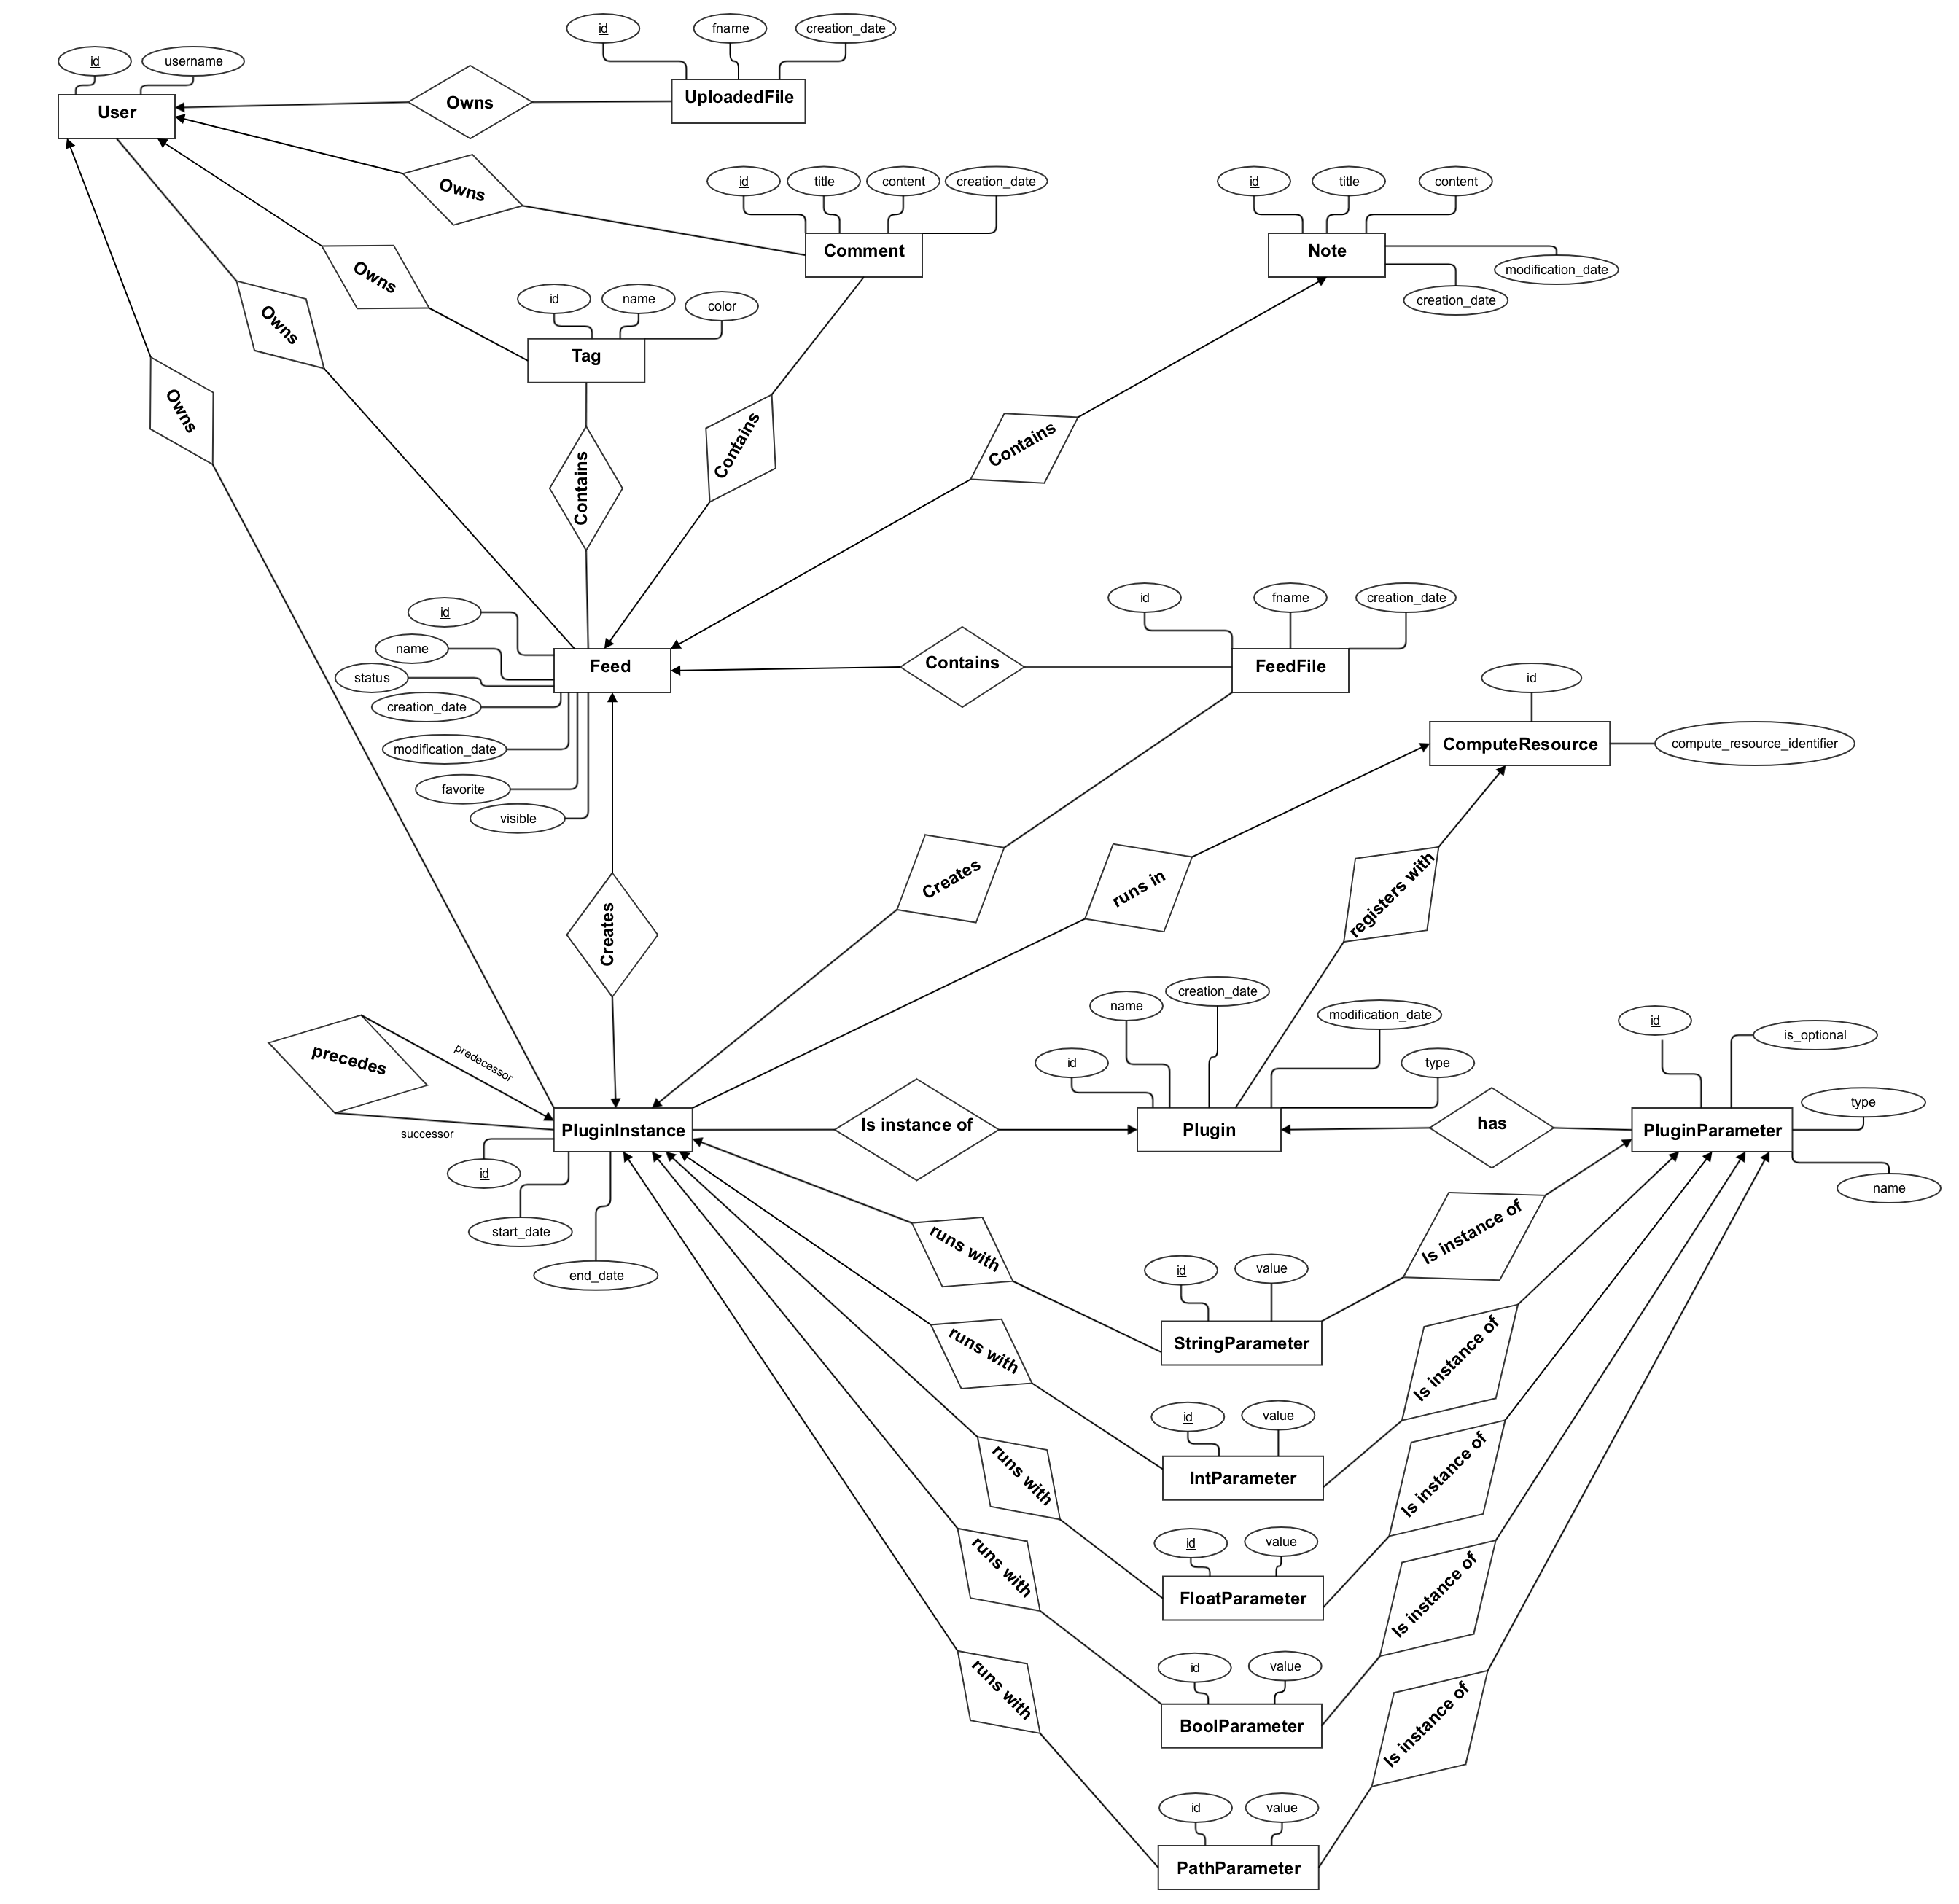 id
fname
creation_date
id
username
UploadedFile
Owns
User
Owns
id
title
content
creation_date
Comment
id
title
content
Note
modification_date
creation_date
Owns
id
name
color
Tag
Owns
Owns
Contains
Contains
Contains
id
name
status
creation_date
modification_date
favorite
visible
Feed
Contains
id
fname
creation_date
FeedFile
id
ComputeResource
compute_resource_identifier
Creates
Creates
runs in
registers with
precedes
predecessor
successor
PluginInstance
id
start_date
end_date
Is instance of
id
name
creation_date
modification_date
type
Plugin
has
id
is_optional
type
name
PluginParameter
runs with
id
value
StringParameter
Is instance of
runs with
id
value
IntParameter
Is instance of
runs with
id
value
FloatParameter
Is instance of
runs with
id
value
BoolParameter
Is instance of
runs with
id
value
PathParameter
Is instance of